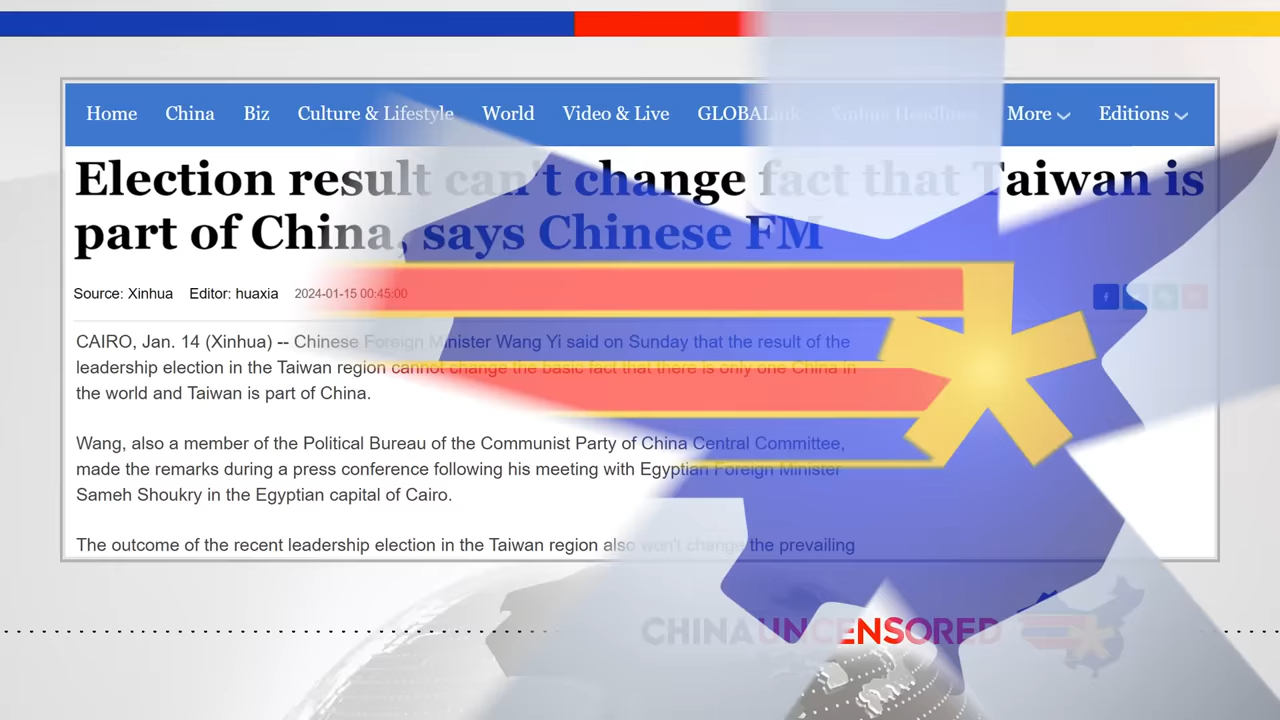 Home China Biz Culture & Lifestyle World Video & Live GLOBALink Xinhua Headlines More Editions
Election result can't change fact that Taiwan is
part of China, says Chinese FM
Source: Xinhua Editor: huaxia 2024-01-15 00:45:00
CAIRO, Jan. 14 (Xinhua) -- Chinese Foreign Minister Wang Yi said on Sunday that the result of the
leadership election in the Taiwan region cannot change the basic fact that there is only one China in
the world and Taiwan is part of China.
Wang, also a member of the Political Bureau of the Communist Party of China Central Committee,
made the remarks during a press conference following his meeting with Egyptian Foreign Minister
Sameh Shoukry in the Egyptian capital of Cairo.
The outcome of the recent leadership election in the Taiwan region also won't change the prevailing
CHINA UNCENSORED